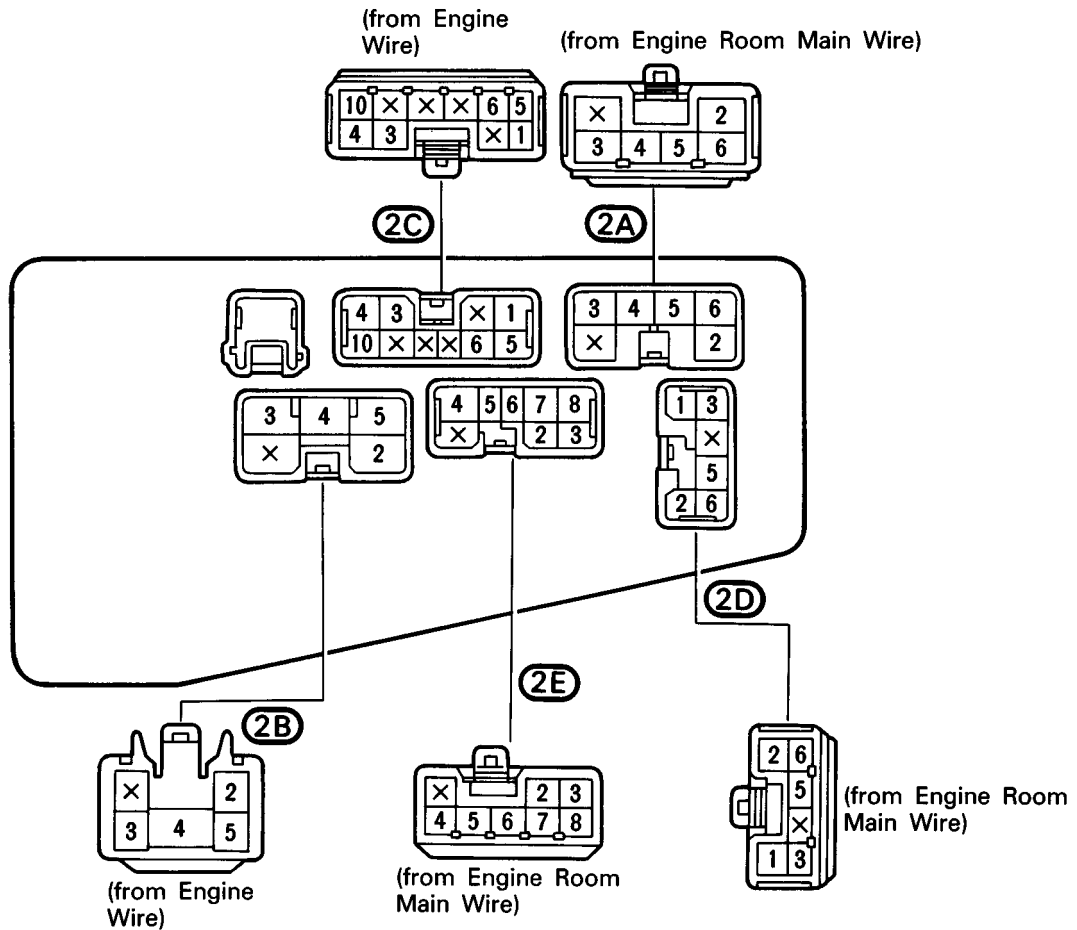 (from Engine
Wire)
(from Engine Room Main Wire)
10 X X X 6 5
4 3 X 1
X 2
3 4 5 6
2C
2A
4 3 X 1
10 X X X 6 5
3 4 5 6
X 2
3 4 5
X 2
4 5 6 7 8
X 2 3
1 3
X
5
2 6
2D
2E
2B
X 2
3 4 5
(from Engine
Wire)
X 2 3
4 5 6 7 8
(from Engine Room
Main Wire)
2 6
5
X
1 3
(from Engine Room
Main Wire)